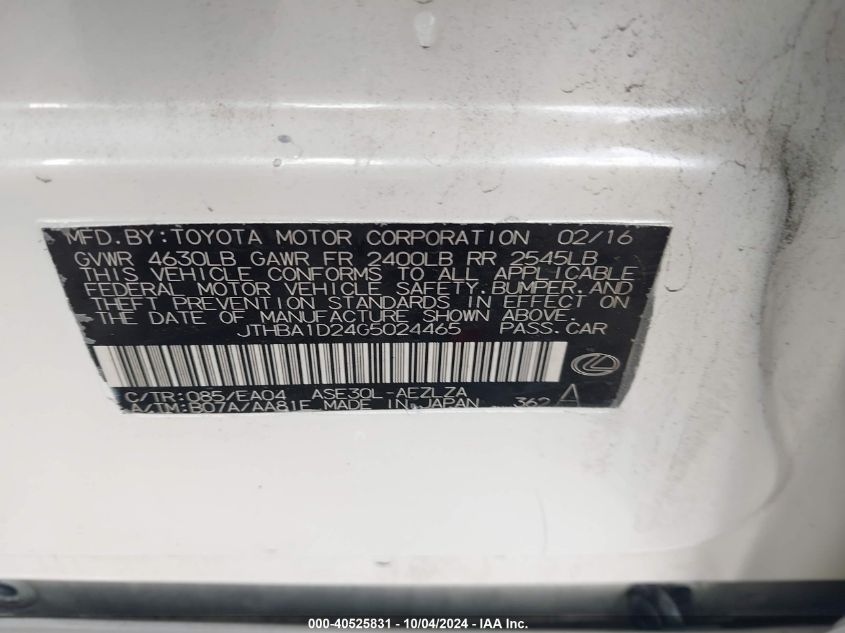 MFD.BY:TOYOTA MOTOR CORPORATION 02/16
GVWR 4630LB GAWR FR 2400LB RR 2545LB
THIS VEHICLE CONFORMS TO ALL APPLICABLE
FEDERAL MOTOR VEHICLE SAFETY,BUMPER,AND
THEFT PREVENTION STANDARDS IN EFFECT ON
THE DATE OF MANUFACTURE SHOWN ABOVE.
JTHBA1D24G5024465 PASS.CAR
C/TR:085/EA04 ASE30L-AEZLZA
A/TM:B07A/AA81E MADE IN JAPAN 362 A
000-40525831 - 10/04/2024 - IAA Inc.